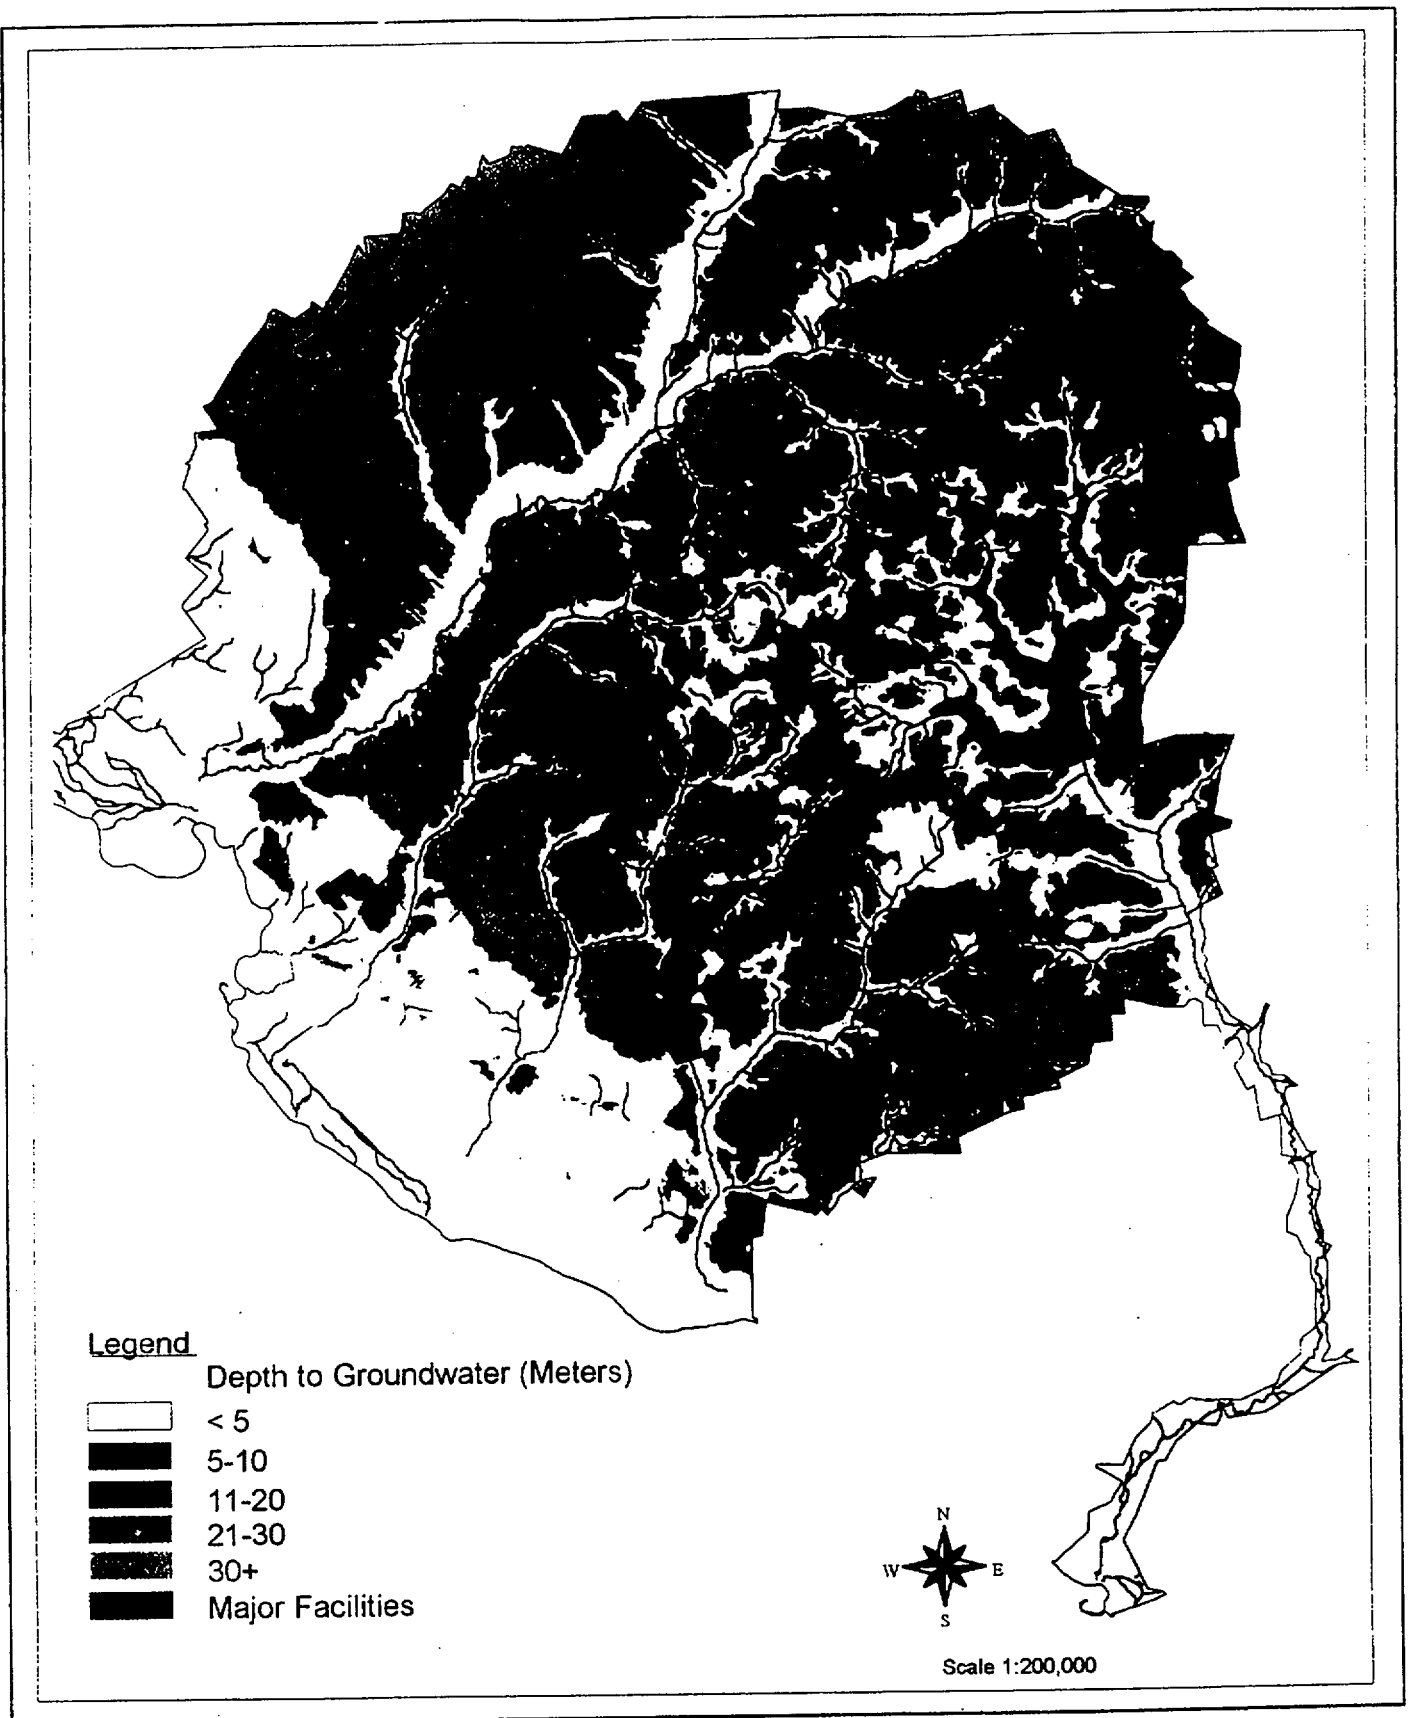 Legend
Depth to Groundwater (Meters)
< 5
5-10
11-20
21-30
30+
Major Facilities
N
W E
S
Scale 1:200,000